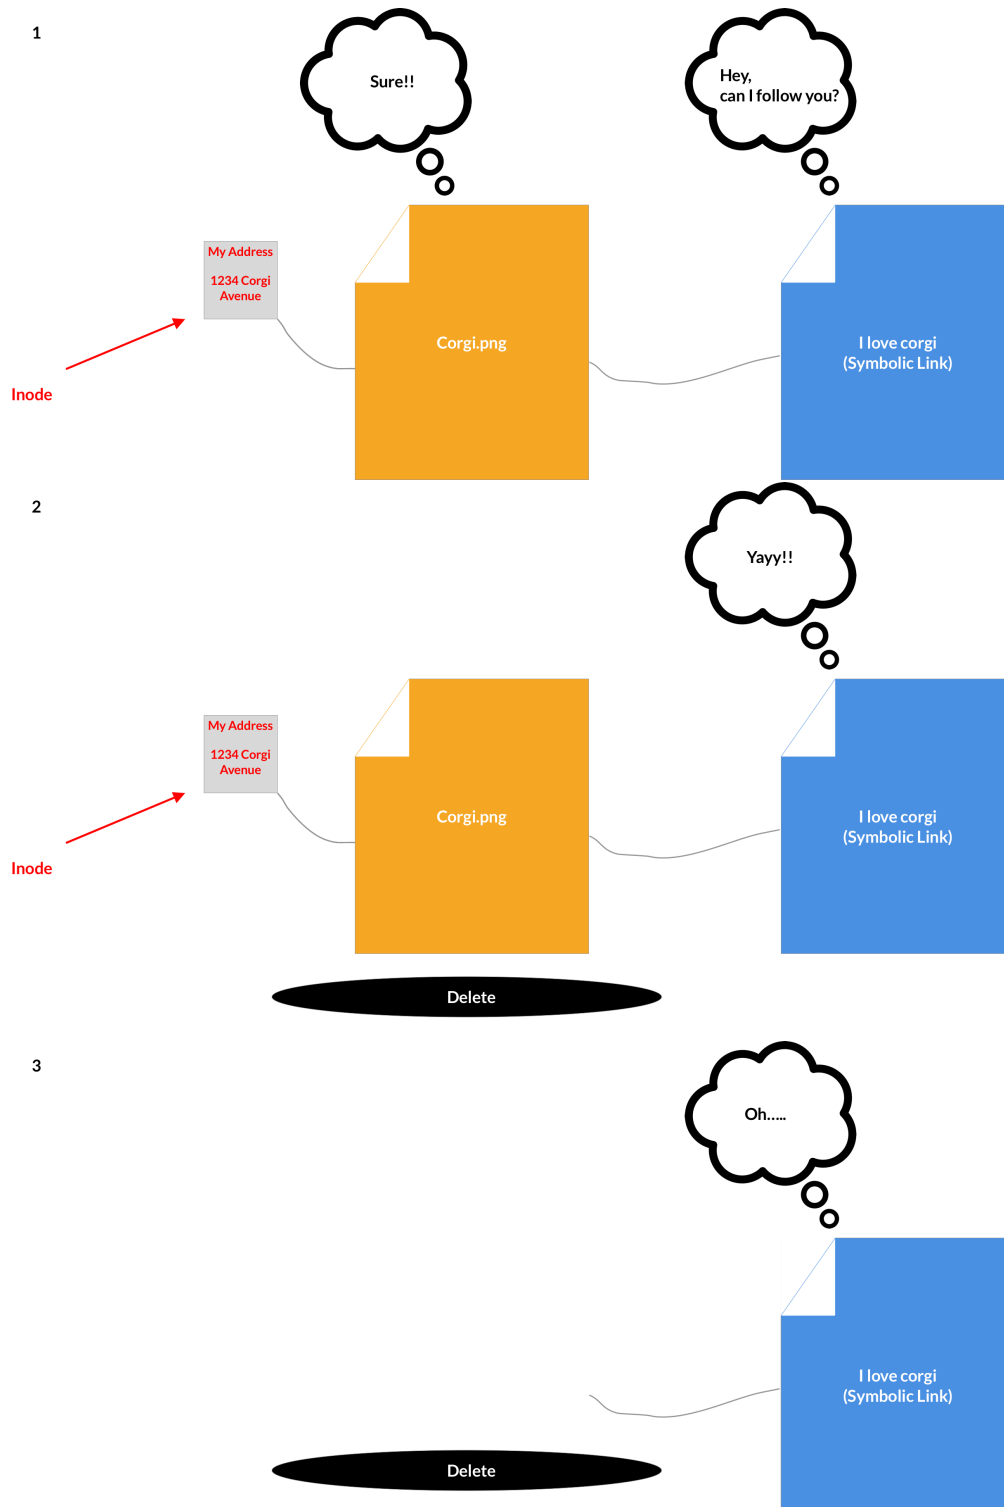 1
Sure!!
Hey,
can I follow you?
My Address
1234 Corgi
Avenue
Inode
Corgi.png
I love corgi
(Symbolic Link)
2
Yayy!!
My Address
1234 Corgi
Avenue
Inode
Corgi.png
I love corgi
(Symbolic Link)
Delete
3
Oh.....
I love corgi
(Symbolic Link)
Delete